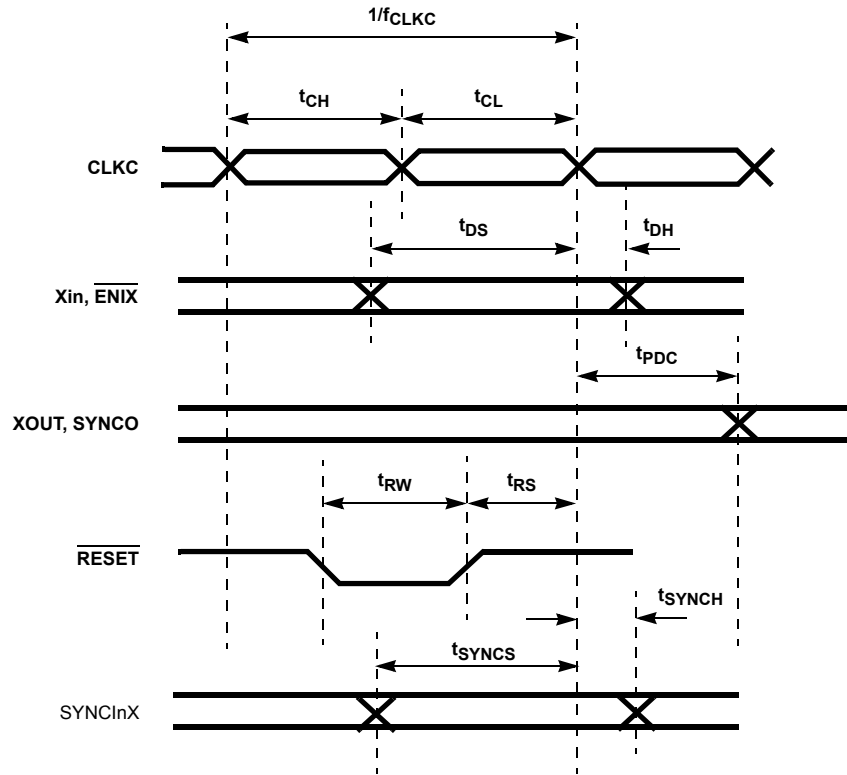 1/fCLKC
tCH
tCL
CLKC
tDS
tDH
Xin, ENIX
tPDC
XOUT, SYNCO
tRW
tRS
RESET
tSYNCH
tSYNCS
SYNCInX